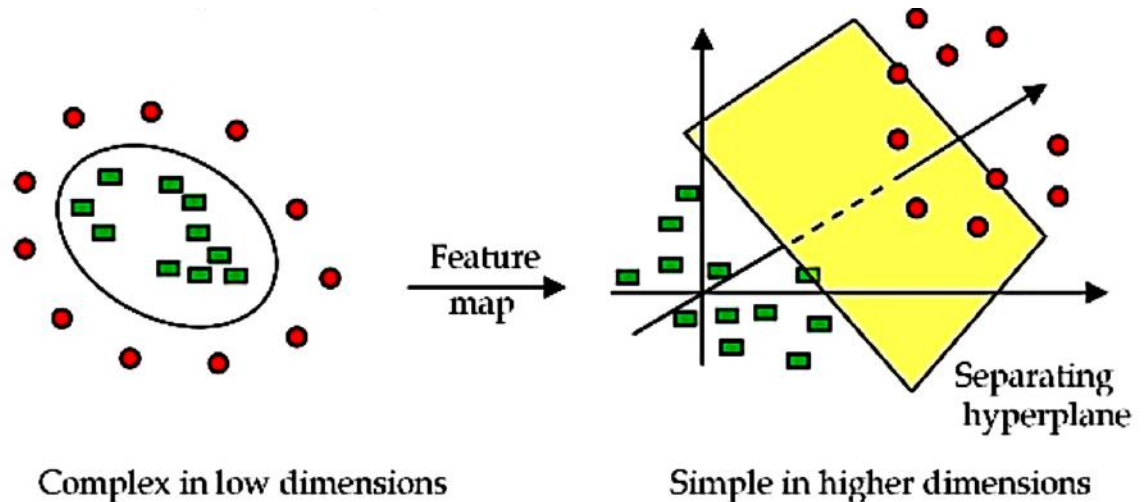 Feature
map
Separating
hyperplane
Complex in low dimensions
Simple in higher dimensions